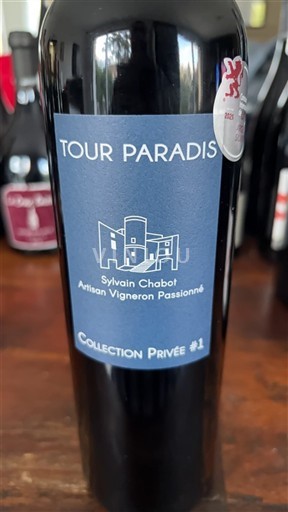 TOUR PARADIS
Sylvain Chabot
Artisan Vigneron Passionné
COLLECTION PRIVÉE #1